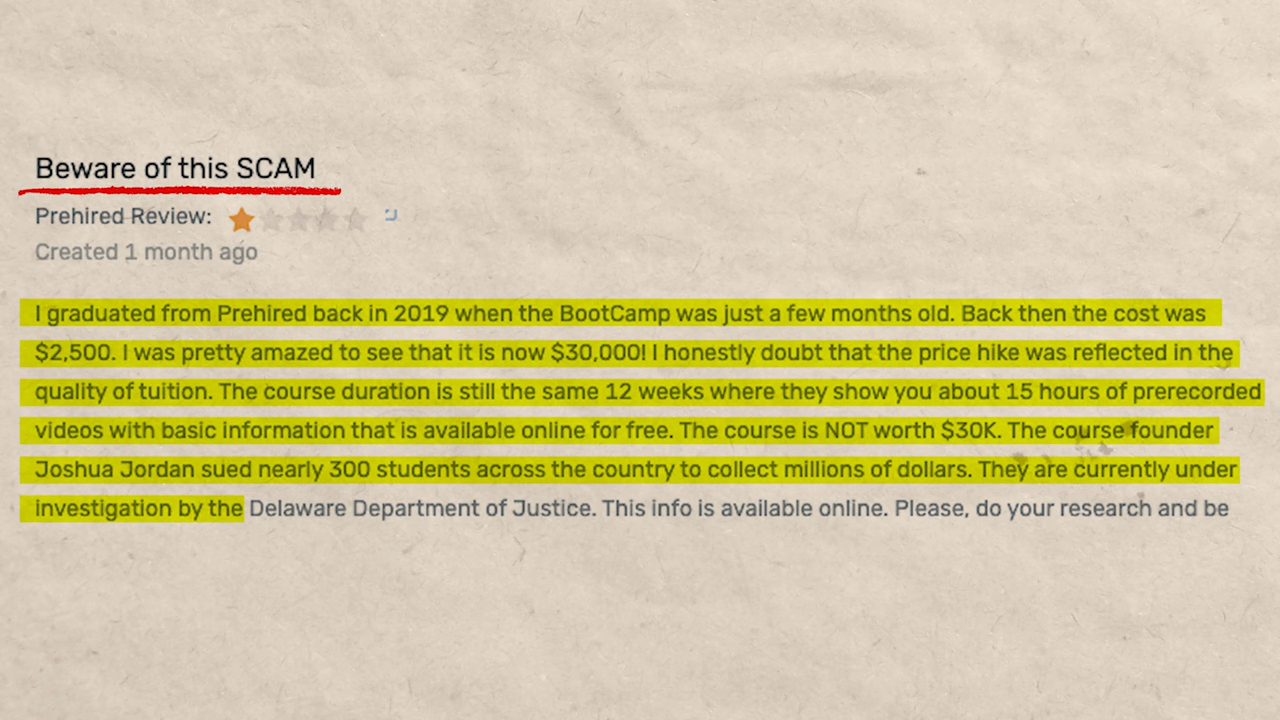 Beware of this SCAM
Prehired Review:
Created 1 month ago
I graduated from Prehired back in 2019 when the BootCamp was just a few months old. Back then the cost was
$2,500. I was pretty amazed to see that it is now $30,000! I honestly doubt that the price hike was reflected in the
quality of tuition. The course duration is still the same 12 weeks where they show you about 15 hours of prerecorded
videos with basic information that is available online for free. The course is NOT worth $30K. The course founder
Joshua Jordan sued nearly 300 students across the country to collect millions of dollars. They are currently under
investigation by the Delaware Department of Justice. This info is available online. Please, do your research and be